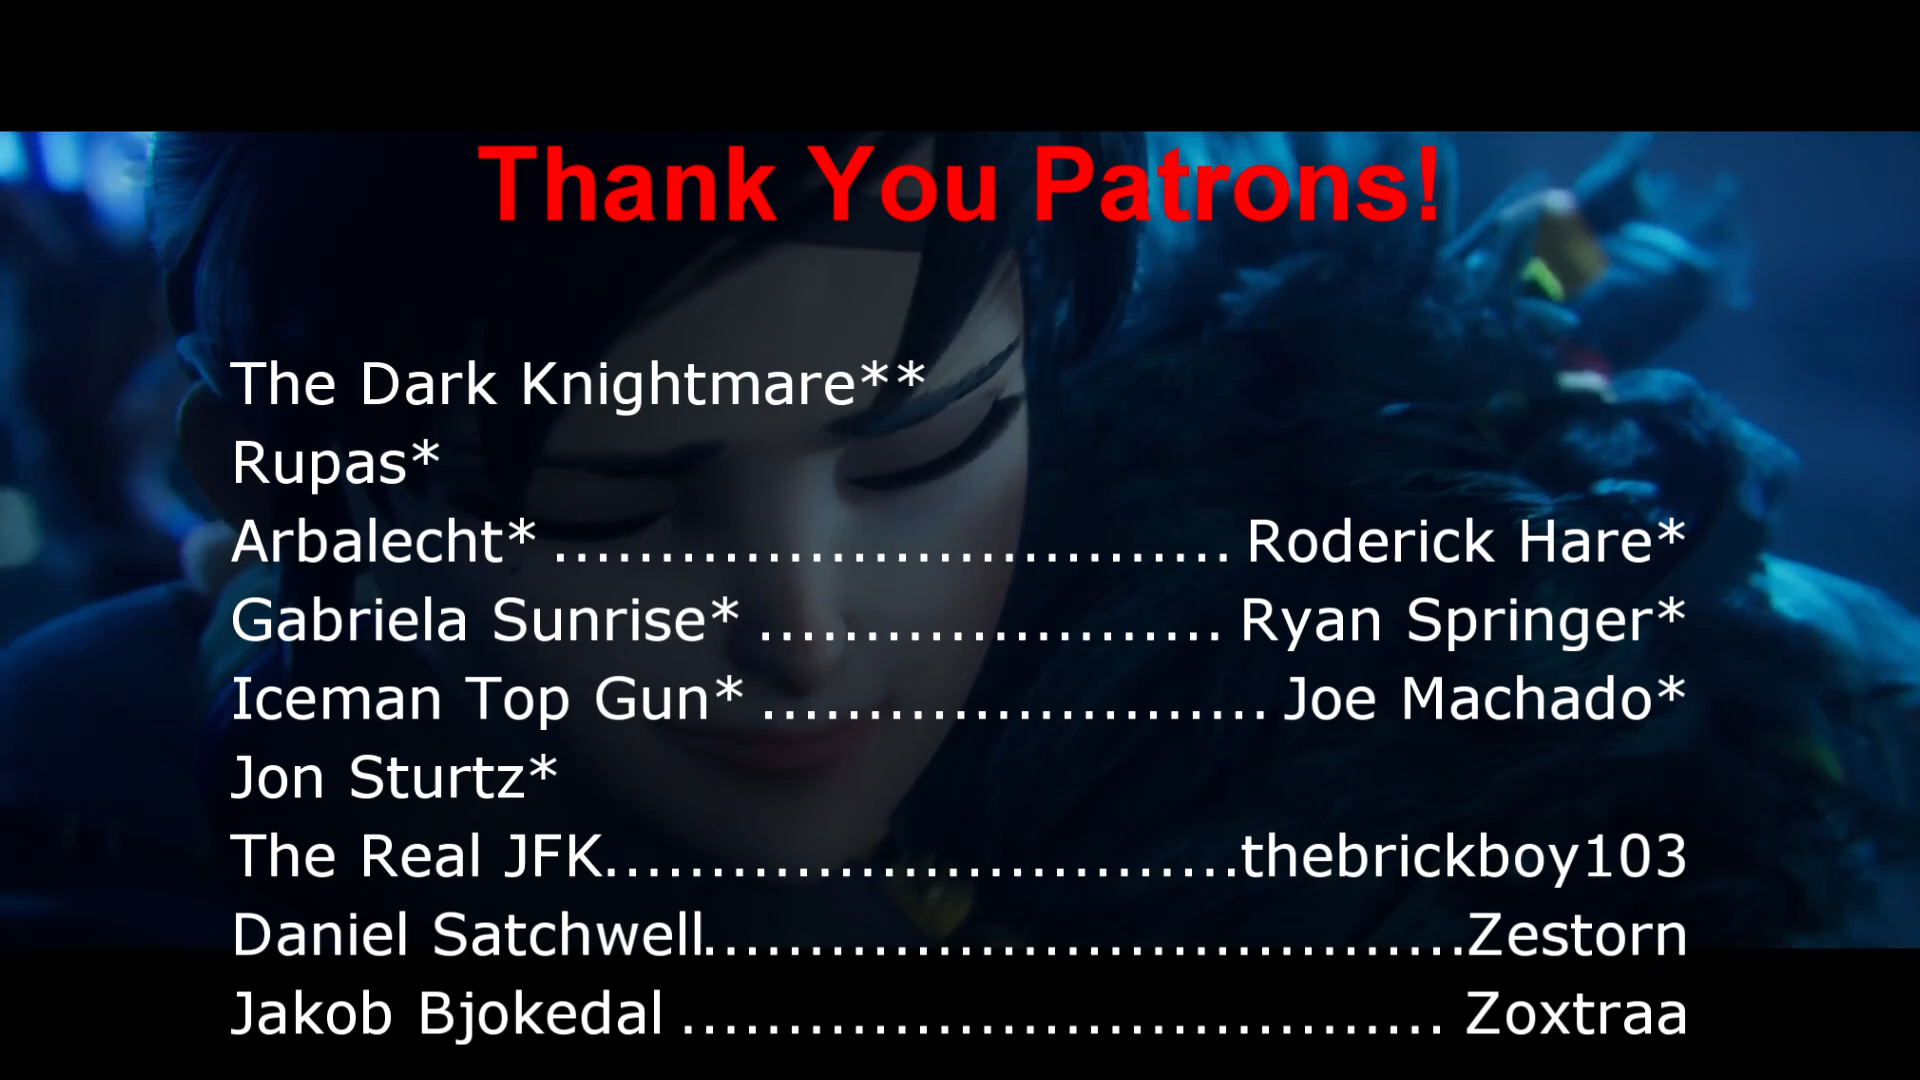 Thank You Patrons!
The Dark Knightmare**
Rupas*
Arbalecht* ................................ Roderick Hare*
Gabriela Sunrise* ...................... Ryan Springer*
Iceman Top Gun* ........................ Joe Machado*
Jon Sturtz*
The Real JFK..............................thebrickboy103
Daniel Satchwell....................................Zestorn
Jakob Bjokedal .................................... Zoxtraa